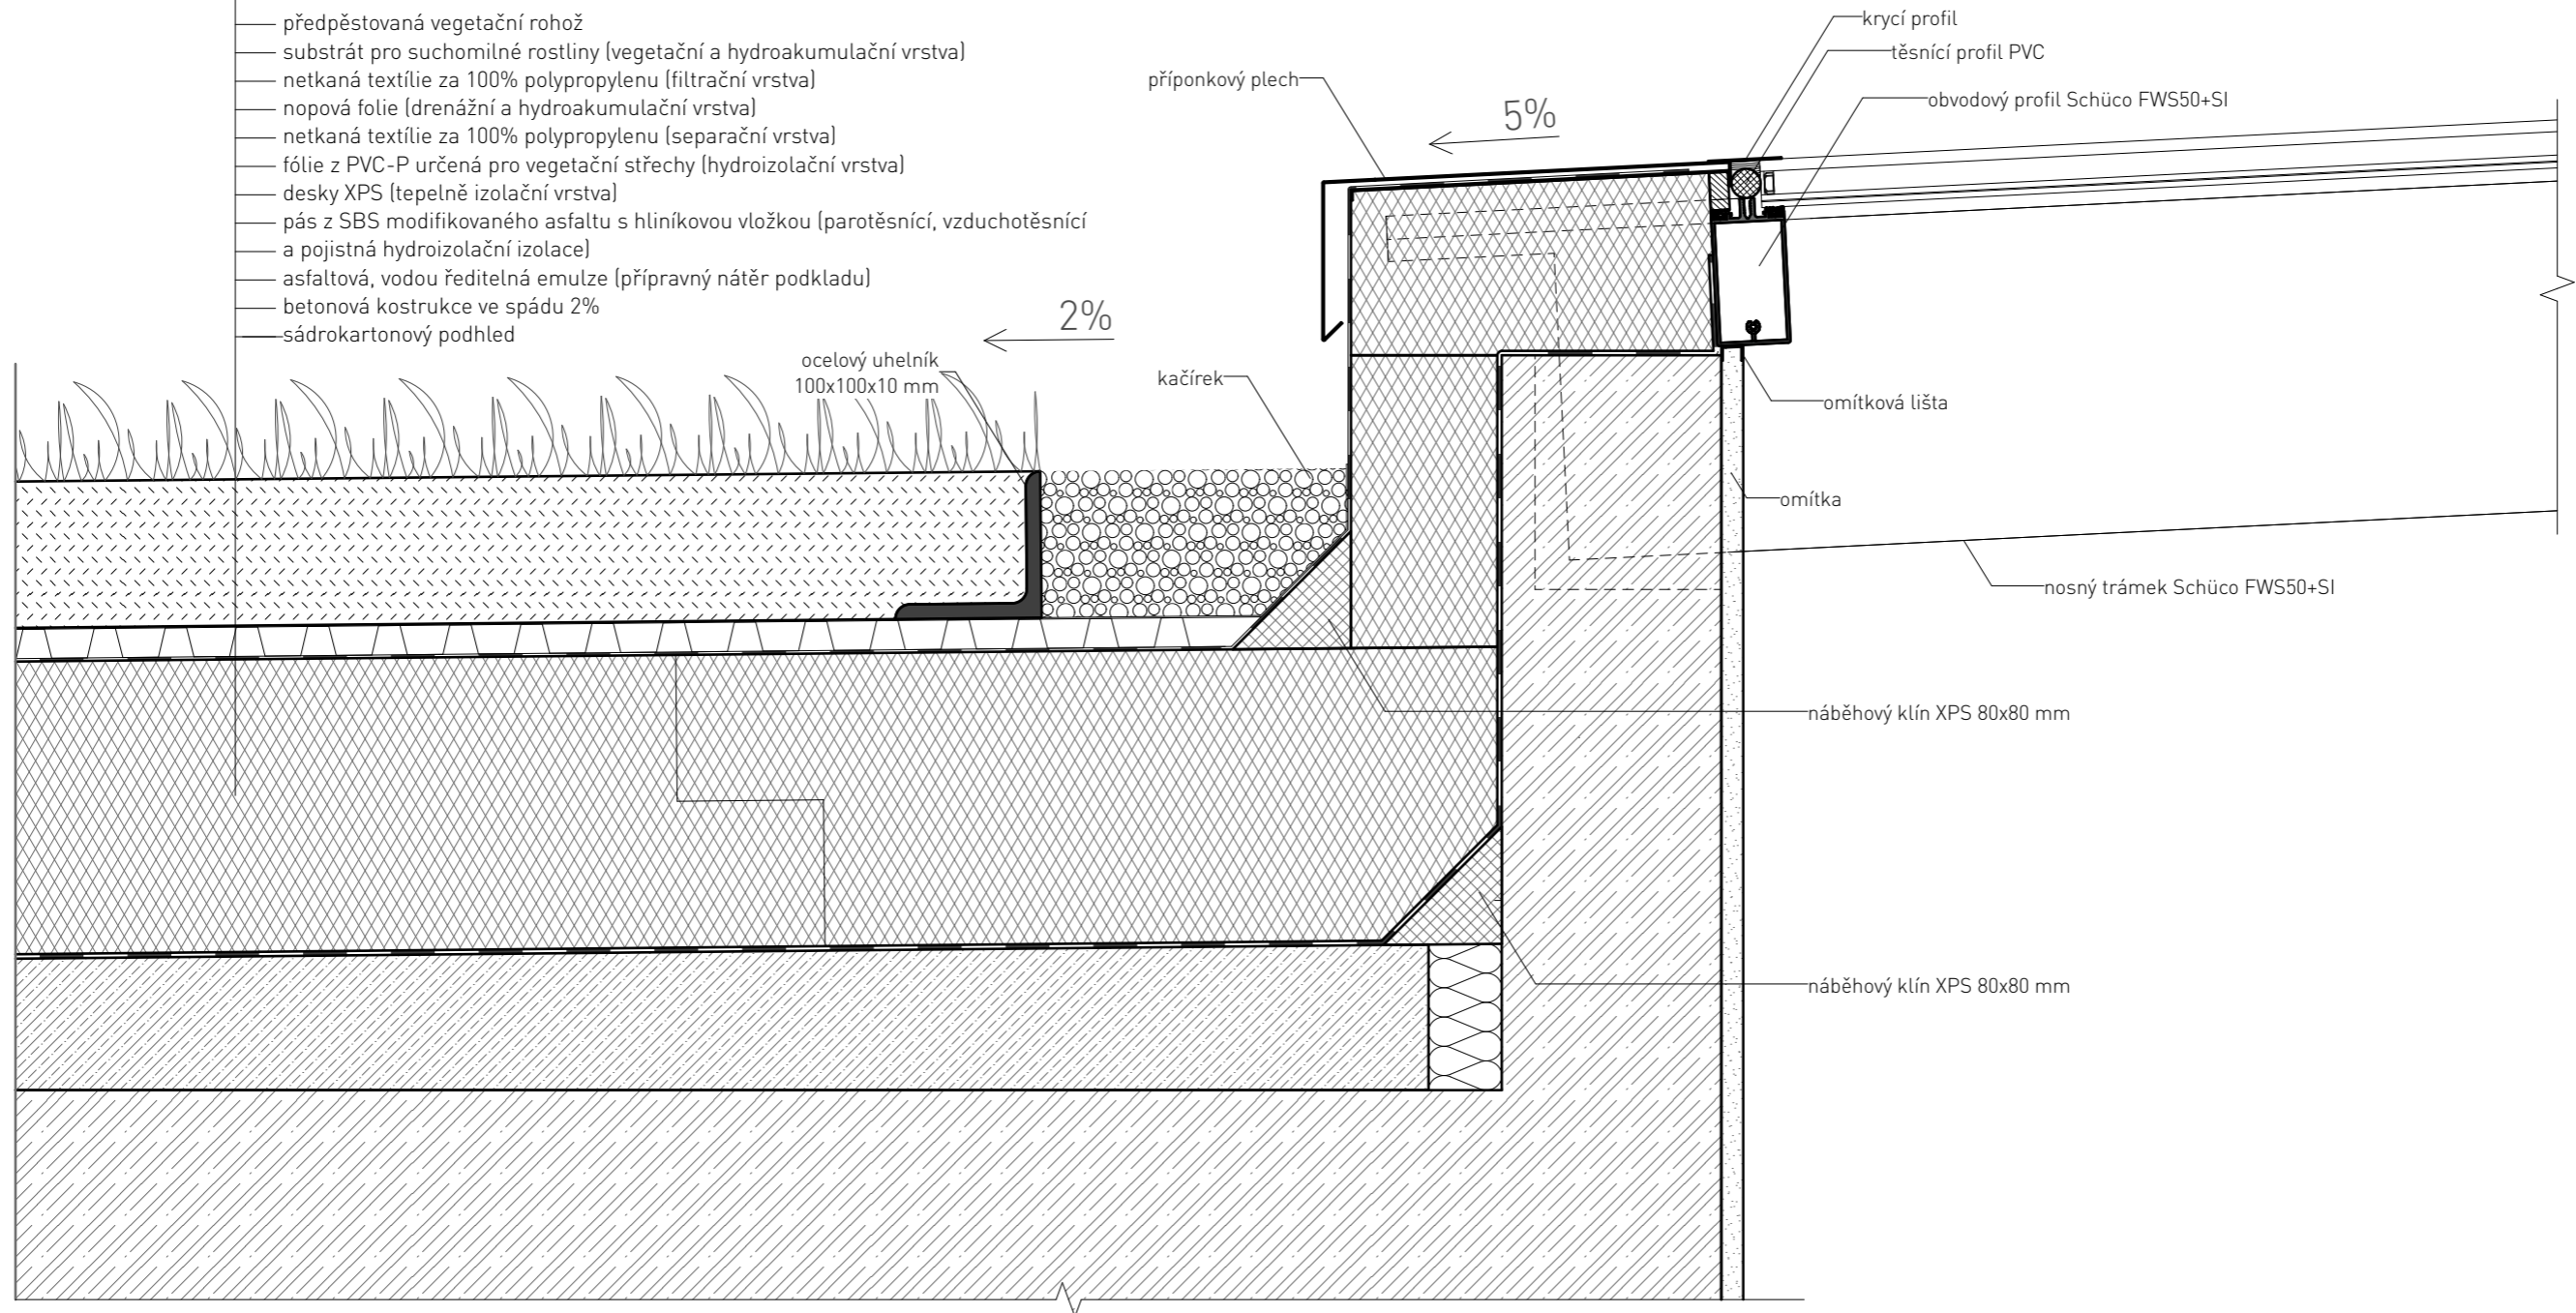 předpěstovaná vegetační rohož
substrát pro suchomilné rostliny (vegetační a hydroakumulační vrstva)
netkaná textílie za 100% polypropylenu (filtrační vrstva)
nopová folie (drenážní a hydroakumulační vrstva)
netkaná textílie za 100% polypropylenu (separační vrstva)
fólie z PVC-P určená pro vegetační střechy (hydroizolační vrstva)
desky XPS (tepelně izolační vrstva)
pás z SBS modifikovaného asfaltu s hliníkovou vložkou (parotěsnící, vzduchotěsnící
a pojistná hydroizolační izolace)
asfaltová, vodou ředitelná emulze (přípravný nátěr podkladu)
betonová kostrukce ve spádu 2%
sádrokartonový podhled
ocelový uhelník
100x100x10 mm
2%
kačírek
příponkový plech
5%
krycí profil
těsnící profil PVC
obvodový profil Schüco FWS50+SI
omítková lišta
omítka
nosný trámek Schüco FWS50+SI
náběhový klín XPS 80x80 mm
náběhový klín XPS 80x80 mm